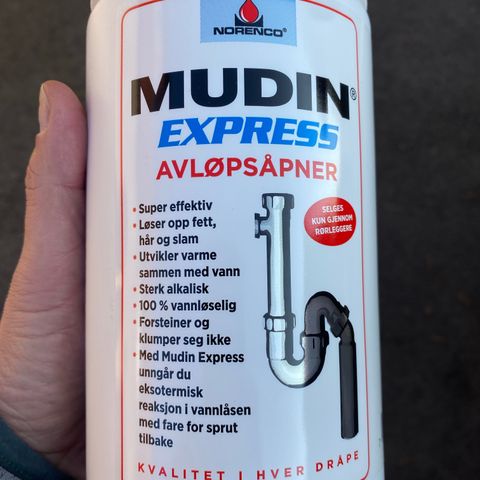 NORENCO®
MUDIN®
EXPRESS
AVLØPSÅPNER
• Super effektiv
• Løser opp fett,
hår og slam
• Utvikler varme
sammen med vann
• Sterk alkalisk
• 100 % vannløselig
• Forsteiner og
klumper seg ikke
• Med Mudin Express
unngår du
eksotermisk
reaksjon i vannlåsen
med fare for sprut
tilbake
SELGES
KUN GJENNOM
RØRLEGGERE
KVALITET I HVER DRÅPE